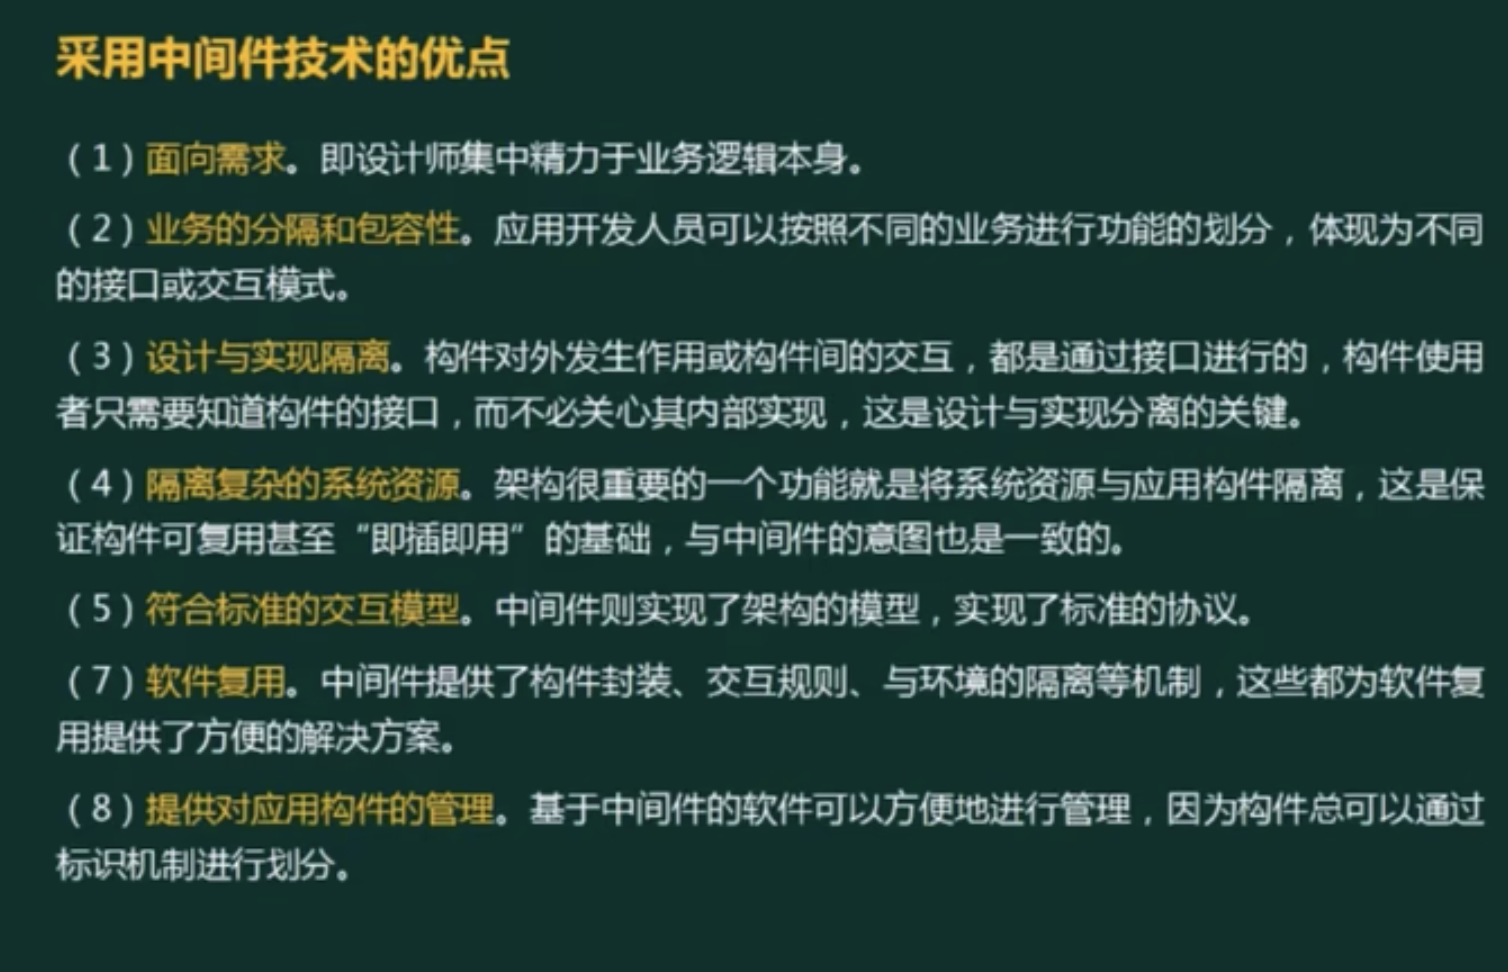 采用中间件技术的优点
（1）面向需求。即设计师集中精力于业务逻辑本身。
（2）业务的分隔和包容性。应用开发人员可以按照不同的业务进行功能的划分，体现为不同
的接口或交互模式。
（3）设计与实现隔离。构件对外发生作用或构件间的交互，都是通过接口进行的，构件使用
者只需要知道构件的接口，而不必关心其内部实现，这是设计与实现分离的关键。
（4）隔离复杂的系统资源。架构很重要的一个功能就是将系统资源与应用构件隔离，这是保
证构件可复用甚至“即插即用”的基础，与中间件的意图也是一致的。
（5）符合标准的交互模型。中间件则实现了架构的模型，实现了标准的协议。
（7）软件复用。中间件提供了构件封装、交互规则、与环境的隔离等机制，这些都为软件复
用提供了方便的解决方案。
（8）提供对应用构件的管理。基于中间件的软件可以方便地进行管理，因为构件总可以通过
标识机制进行划分。